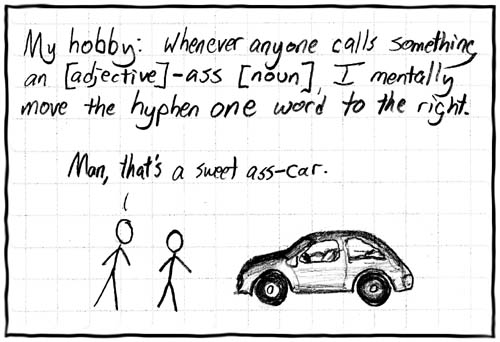 My hobby: Whenever anyone calls something
an [adjective]-ass [noun], I mentally
move the hyphen one word to the right.
Man, that's a sweet ass-car.